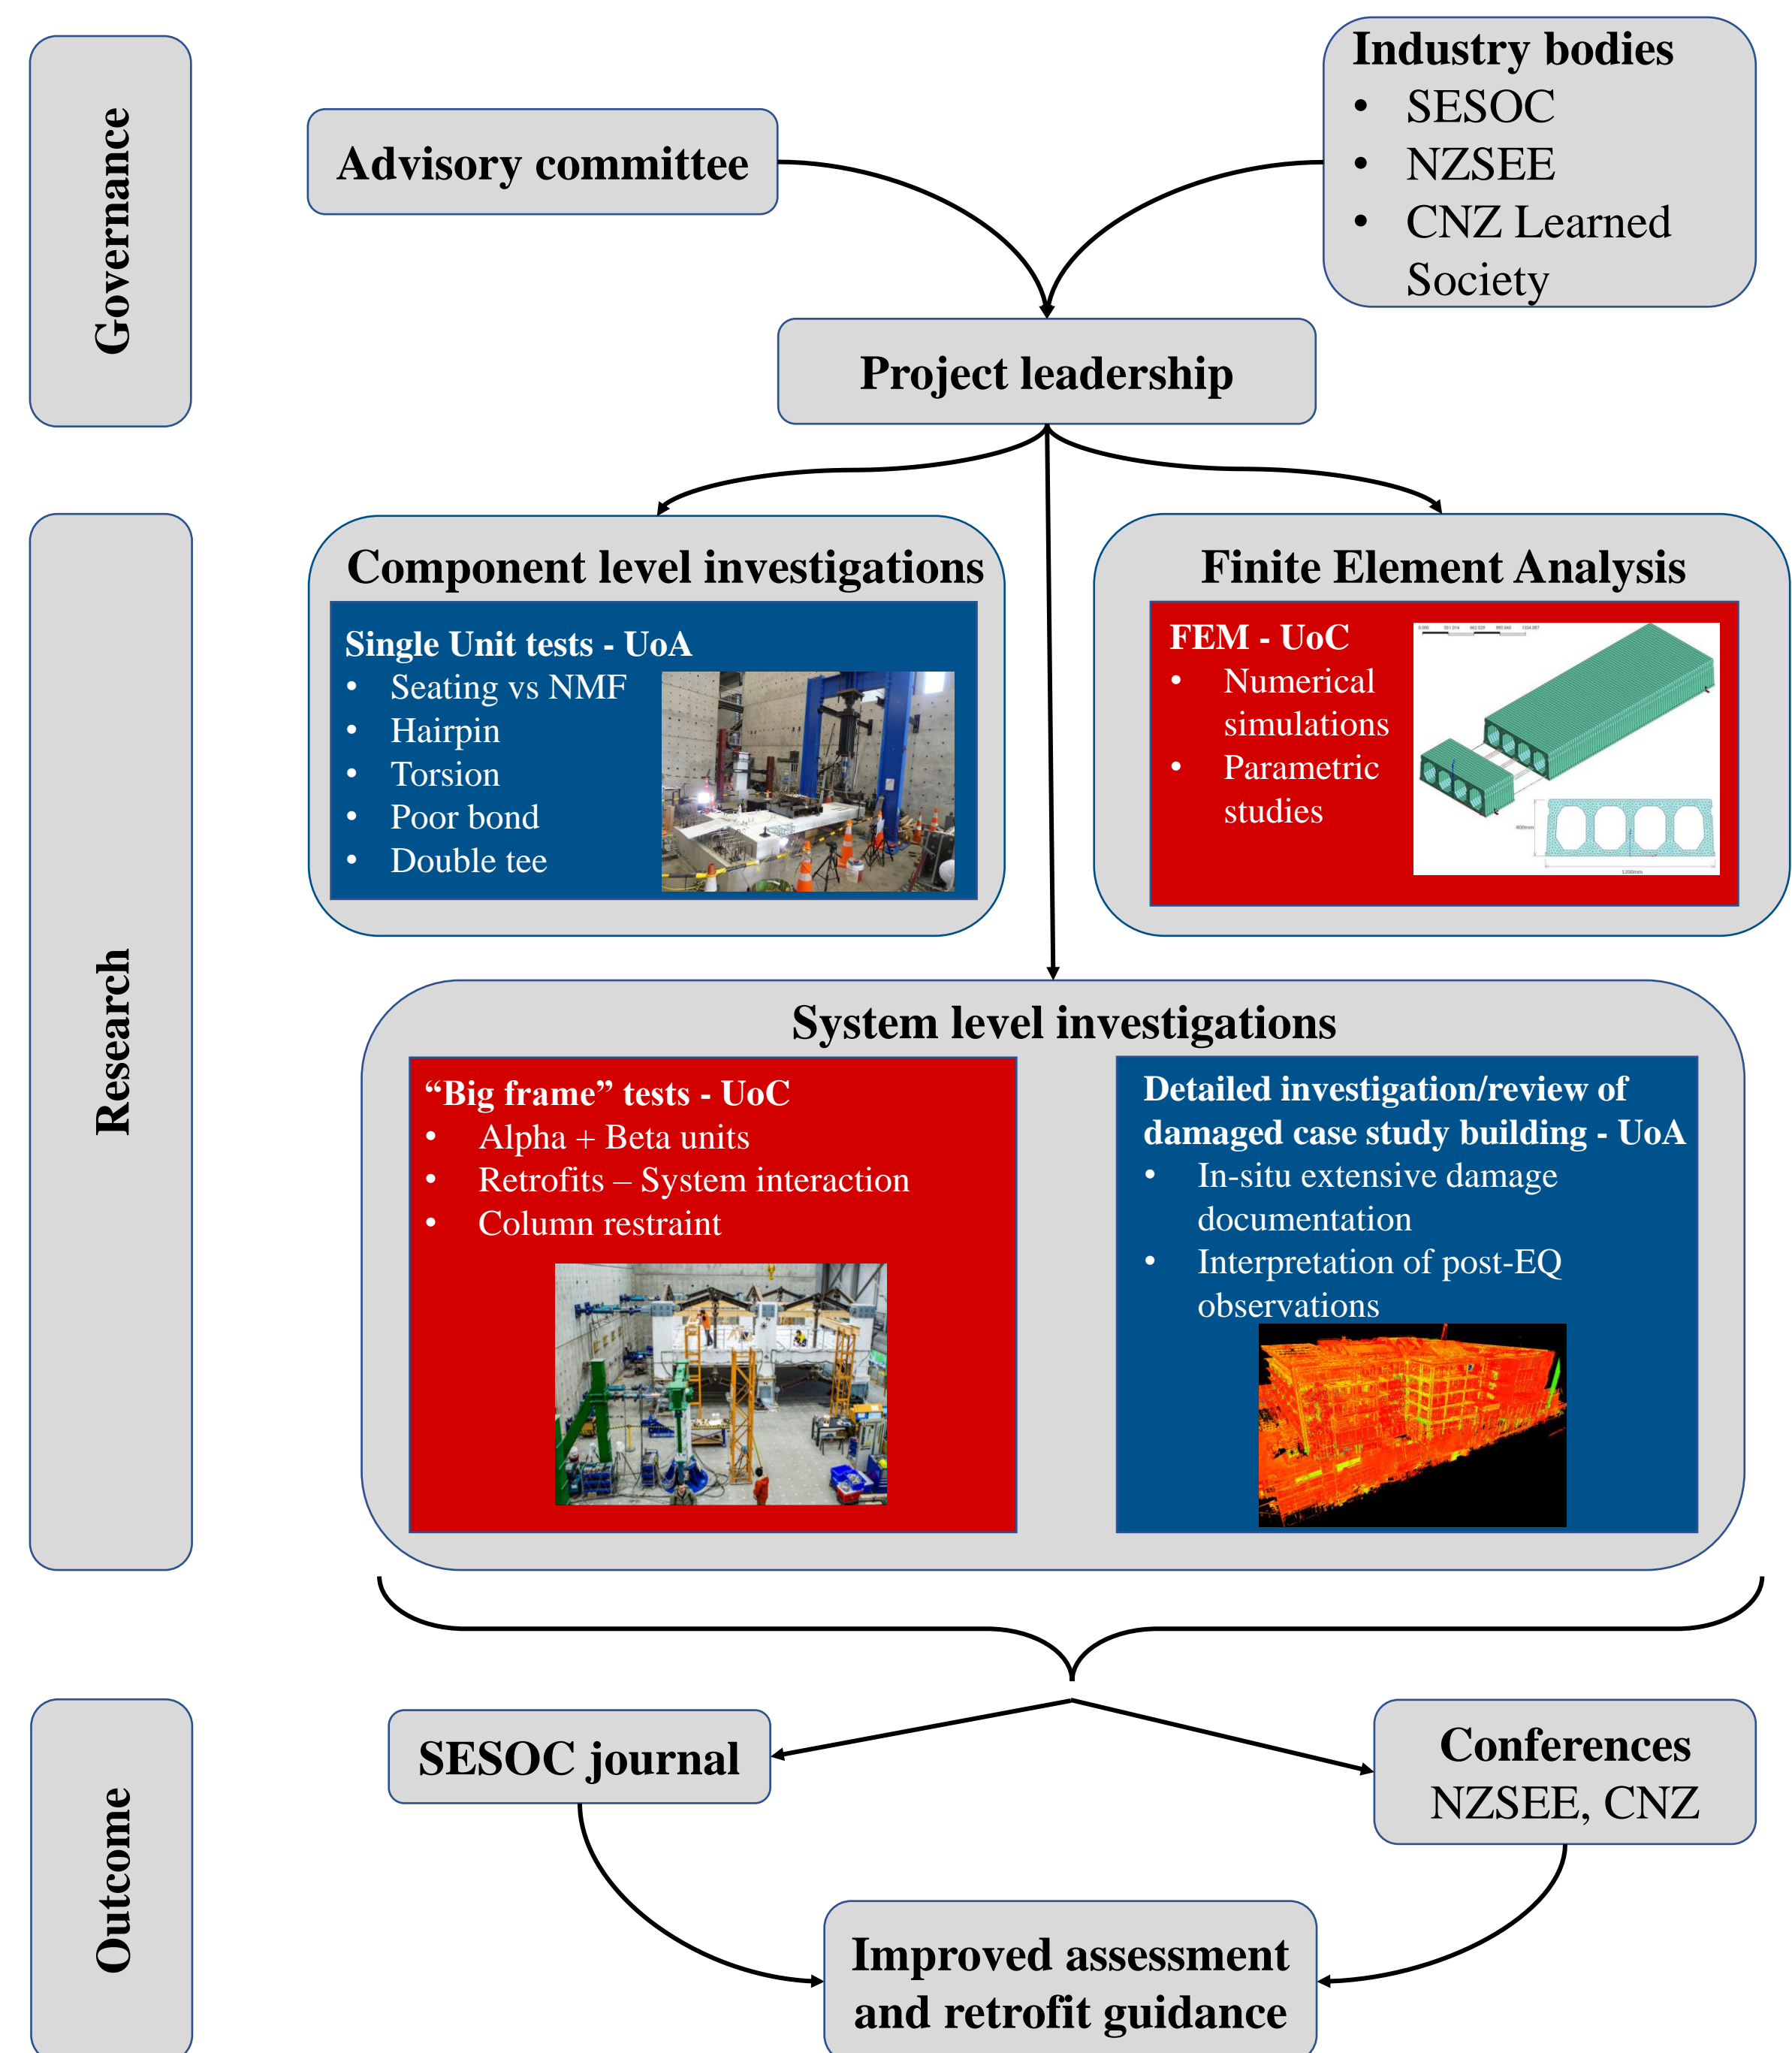 Governance
Advisory committee
Industry bodies
• SESOC
• NZSEE
• CNZ Learned
Society
Project leadership
Research
Component level investigations
Single Unit tests - UoA
• Seating vs NMF
• Hairpin
• Torsion
• Poor bond
• Double tee
Finite Element Analysis
FEM - UoC
• Numerical
simulations
• Parametric
studies
1200mm
System level investigations
“Big frame” tests - UoC
• Alpha + Beta units
• Retrofits – System interaction
• Column restraint
Detailed investigation/review of
damaged case study building - UoA
• In-situ extensive damage
documentation
• Interpretation of post-EQ
observations
Outcome
SESOC journal
Conferences
NZSEE, CNZ
Improved assessment
and retrofit guidance